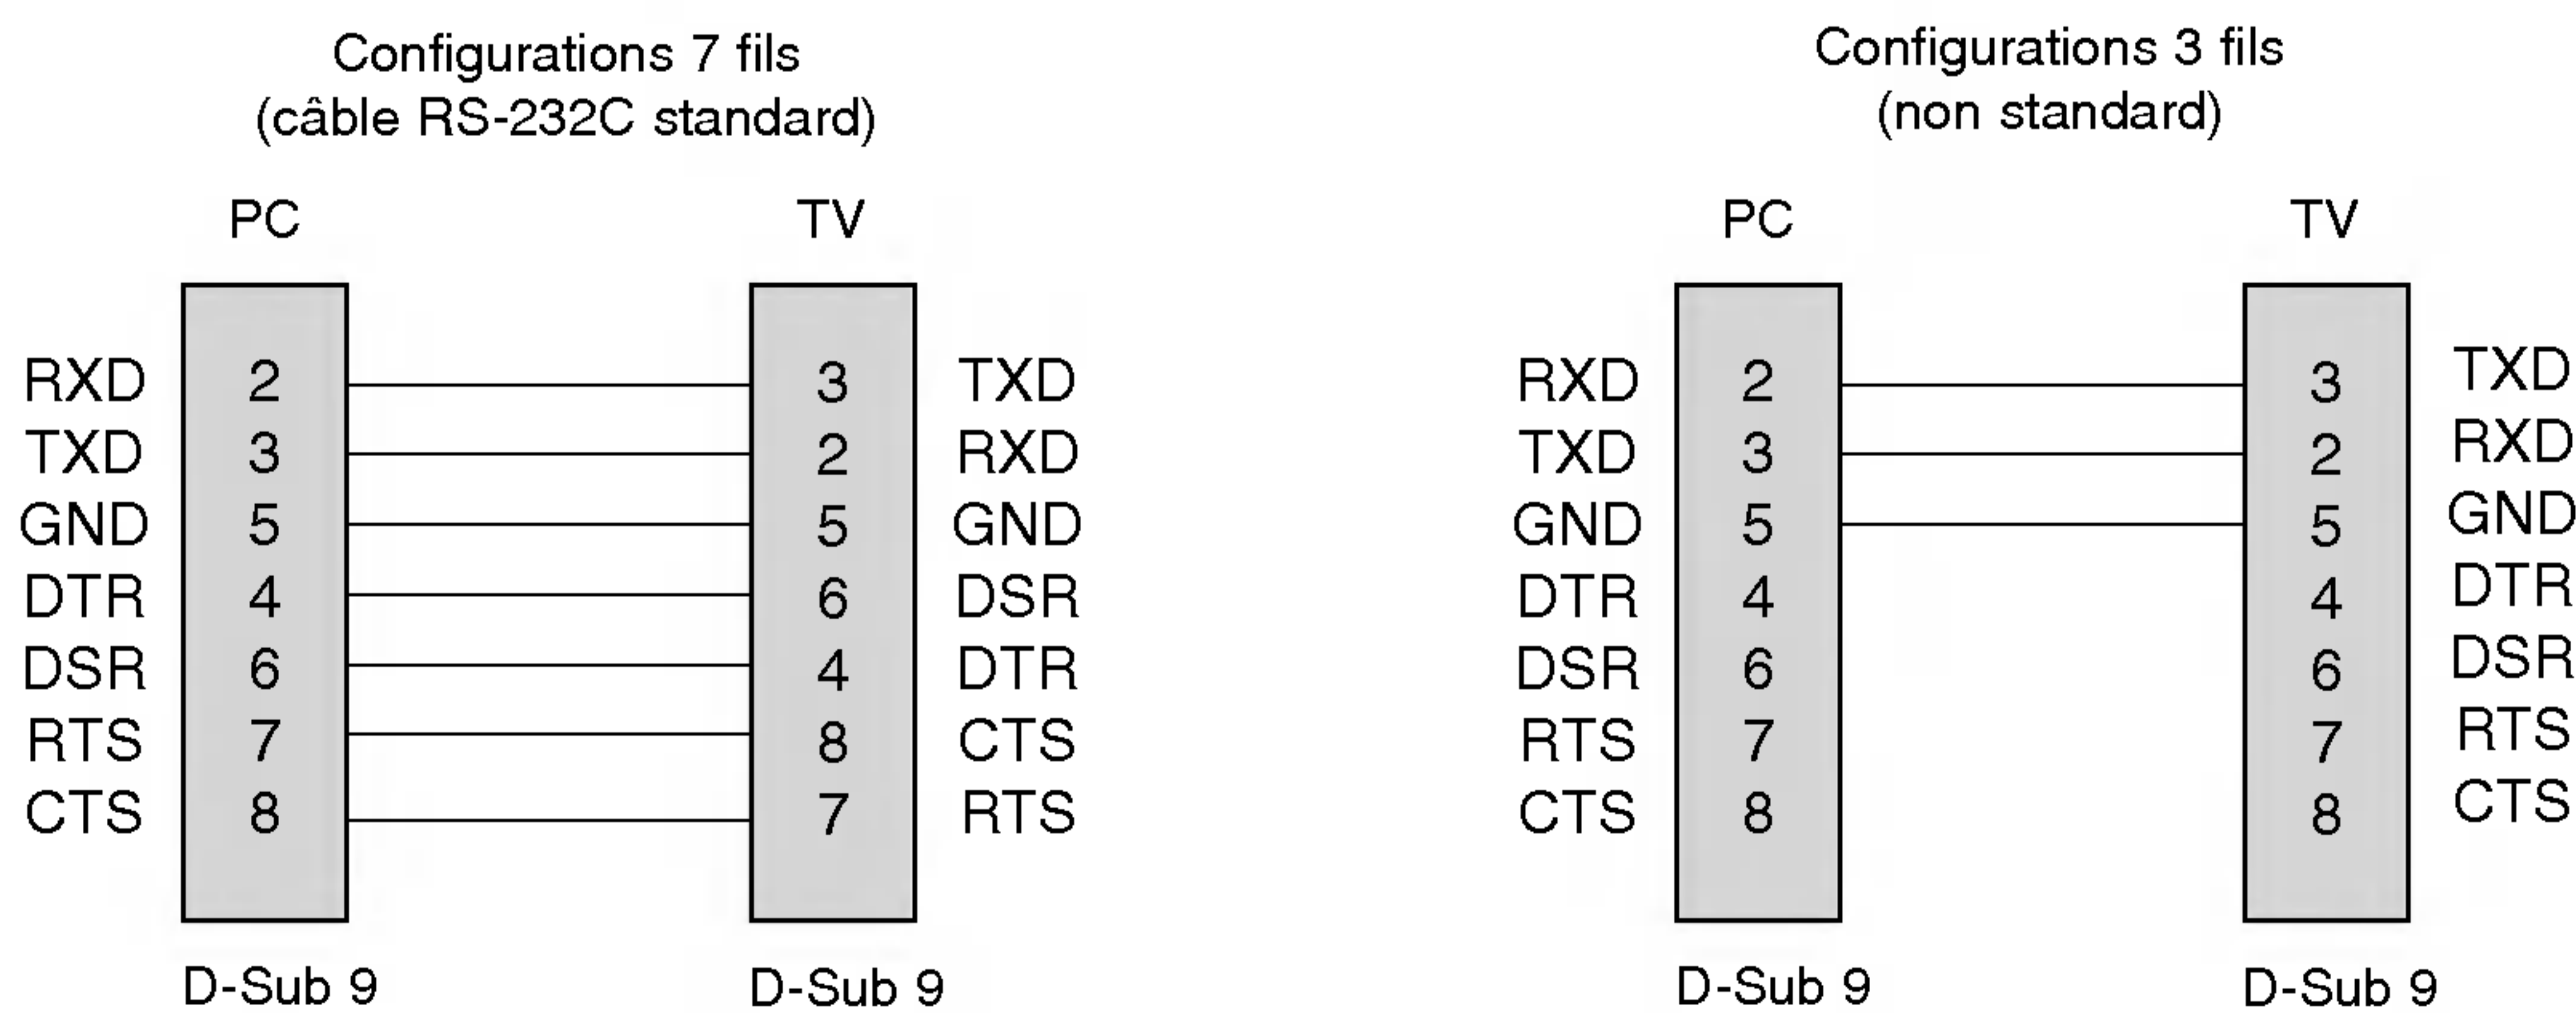 Configurations 7 fils
(câble RS-232C standard)
PC TV
RXD 2 3 TXD
TXD 3 2 RXD
GND 5 5 GND
DTR 4 6 DSR
DSR 6 4 DTR
RTS 7 8 CTS
CTS 8 7 RTS
D-Sub 9 D-Sub 9
Configurations 3 fils
(non standard)
PC TV
RXD 2 3 TXD
TXD 3 2 RXD
GND 5 5 GND
DTR 4 4 DTR
DSR 6 6 DSR
RTS 7 7 RTS
CTS 8 8 CTS
D-Sub 9 D-Sub 9